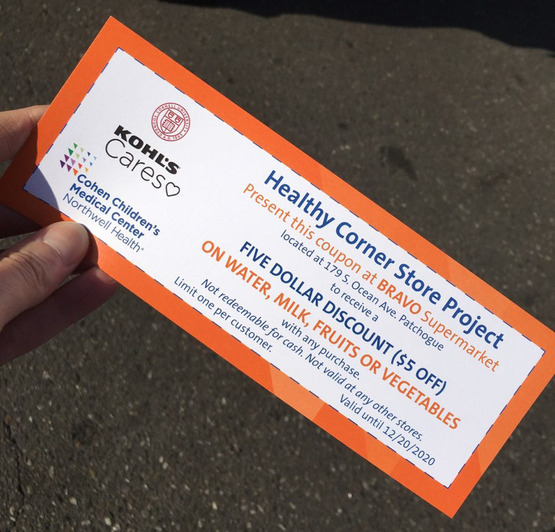 KOHL'S
Cares
Cohen Children's
Medical Center
Northwell Health®
Healthy Corner Store Project
Present this coupon at BRAVO Supermarket
located at 179 S. Ocean Ave. Patchogue
to receive a
FIVE DOLLAR DISCOUNT ($5 OFF)
ON WATER, MILK, FRUITS OR VEGETABLES
with any purchase.
Not redeemable for cash. Not valid at any other stores.
Limit one per customer.
Valid until 12/20/2020